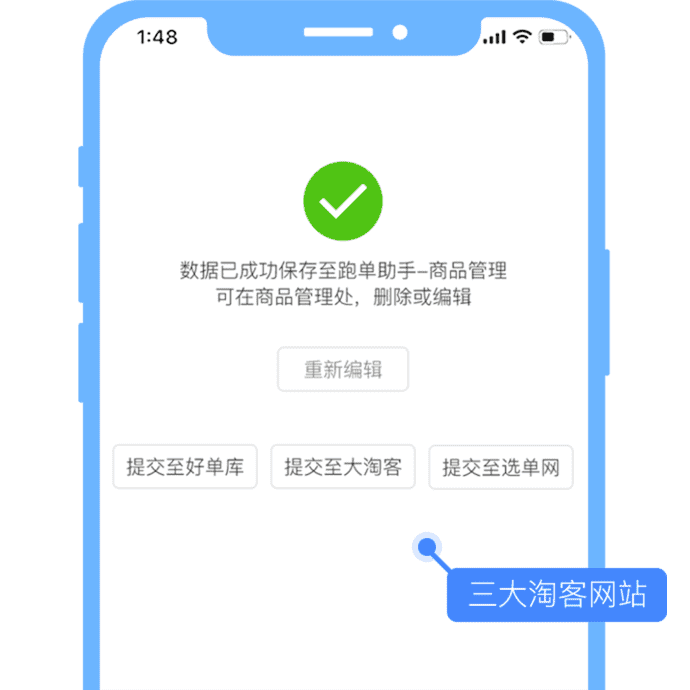 1:48
数据已成功保存至跑单助手-商品管理
可在商品管理处，删除或编辑
重新编辑
提交至好单库
提交至大淘客
提交至选单网
三大淘客网站